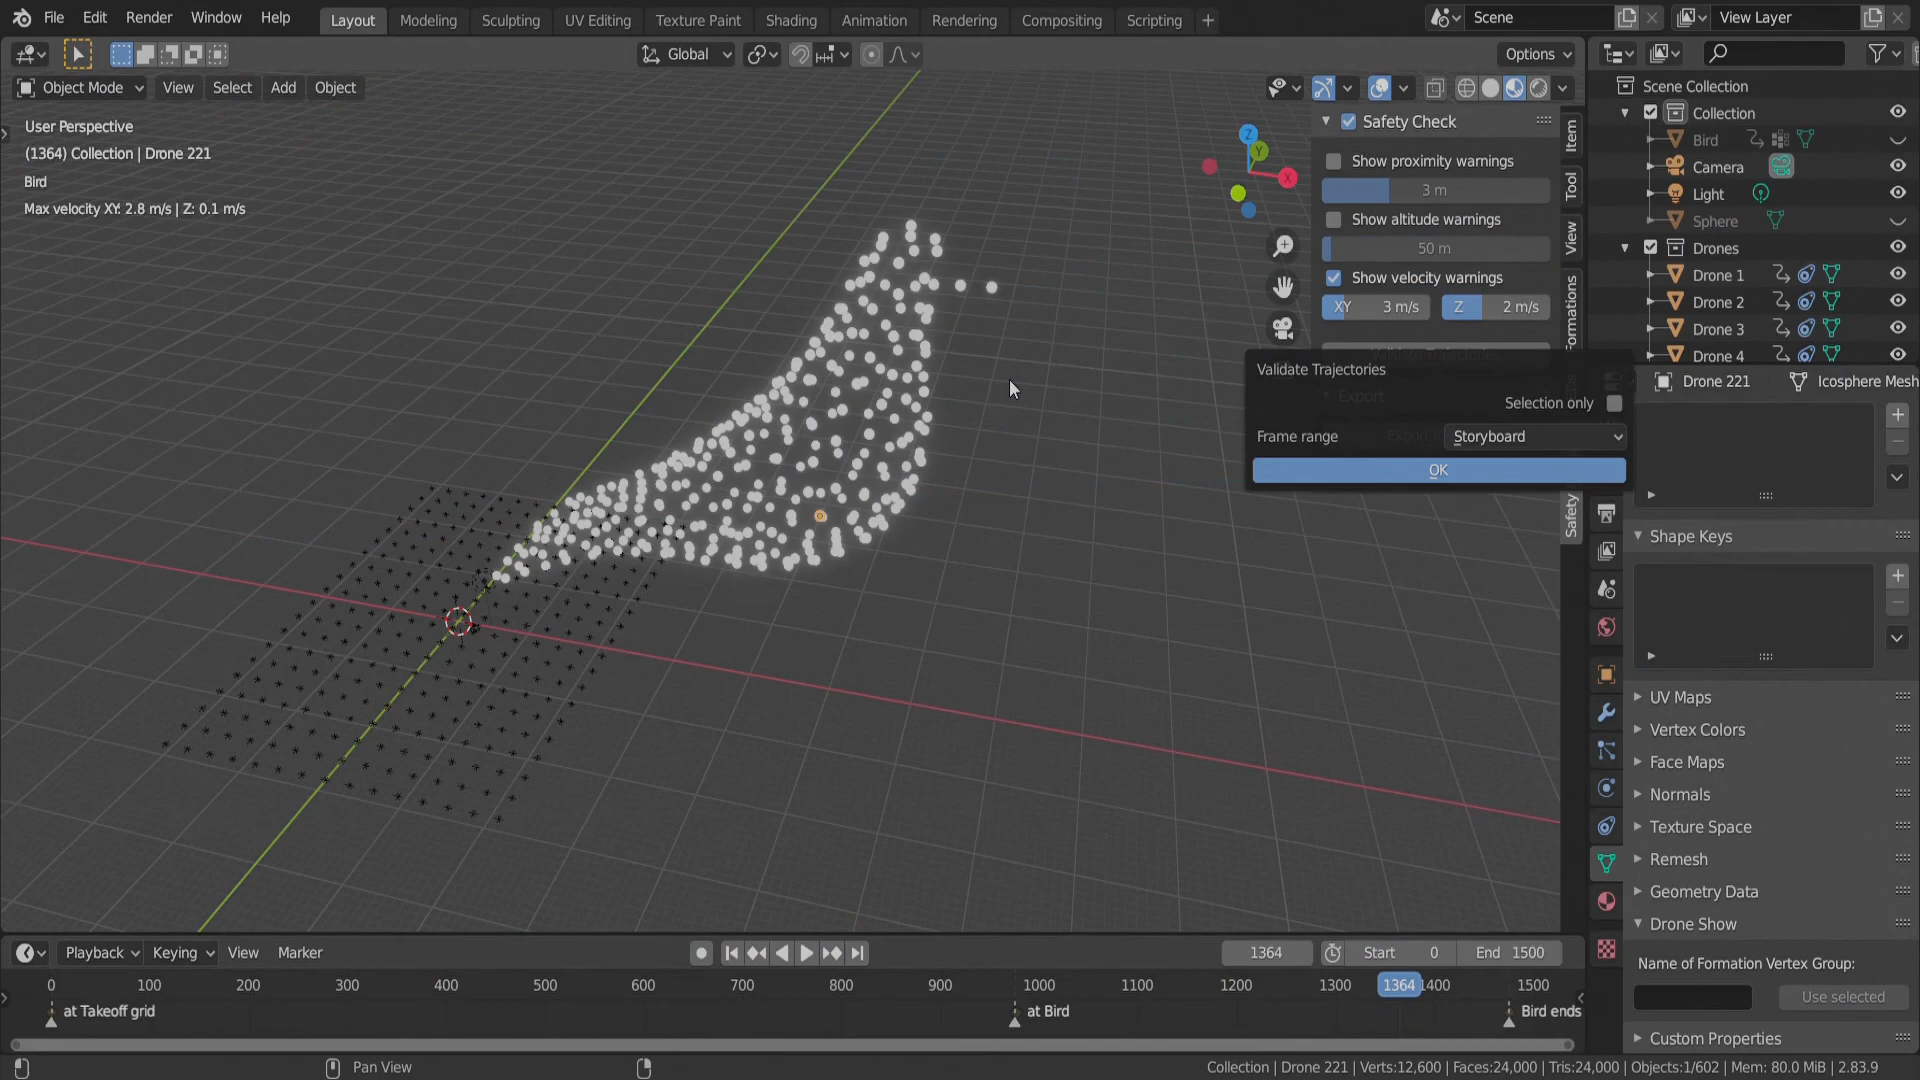 File Edit Render Window Help Layout Modeling Sculpting UV Editing Texture Paint Shading Animation Rendering Compositing Scripting + Scene View Layer
Global Options
Object Mode View Select Add Object
User Perspective
(1364) Collection | Drone 221
Bird
Max velocity XY: 2.8 m/s | Z: 0.1 m/s
Z
Y
X
Safety Check
Show proximity warnings
3 m
Show altitude warnings
50 m
Show velocity warnings
XY 3 m/s Z 2 m/s
Validate Trajectories
Export
Item
Tool
View
Formations
Safety
Validate Trajectories
Selection only
Frame range Storyboard
OK
Scene Collection
Collection
Bird
Camera
Light
Sphere
Drones
Drone 1
Drone 2
Drone 3
Drone 4
Drone 221 Icosphere Mesh
Shape Keys
UV Maps
Vertex Colors
Face Maps
Normals
Texture Space
Remesh
Geometry Data
Drone Show
Name of Formation Vertex Group:
Use selected
Custom Properties
Playback Keying View Marker 1364 Start 0 End 1500
0 100 200 300 400 500 600 700 800 900 1000 1100 1200 1300 1364 1400 1500
at Takeoff grid at Bird Bird ends
Pan View Collection | Drone 221 | Verts:12,600 | Faces:24,000 | Tris:24,000 | Objects:1/602 | Mem: 80.0 MiB | 2.83.9